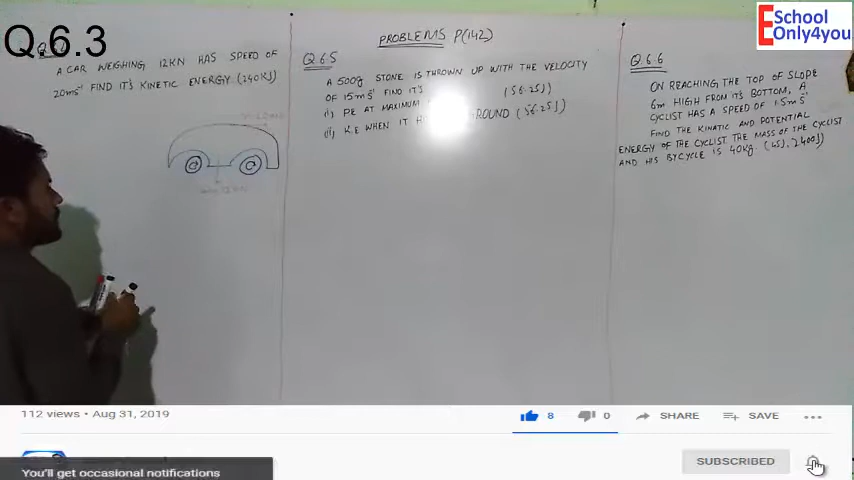 Q.6.3
E School
Only4you
PROBLEMS P(142)
A CAR WEIGHING 12KN HAS SPEED OF
20ms⁻¹ FIND IT'S KINETIC ENERGY (240KJ)
Q.6.5
A 500g STONE IS THROWN UP WITH THE VELOCITY
OF 15ms⁻¹ FIND IT'S
(i) PE AT MAXIMUM (56.25J)
(ii) K.E WHEN IT ROUND (56.25J)
Q.6.6
ON REACHING THE TOP OF SLOPE
6m HIGH FROM IT'S BOTTOM, A
CYCLIST HAS A SPEED OF 1.5ms⁻¹
FIND THE KINATIC AND POTENTIAL
ENERGY OF THE CYCLIST THE MASS OF THE CYCLIST
AND HIS BYCYCLE IS 40Kg. (45J, 2400J)
112 views • Aug 31, 2019
8
0
SHARE
SAVE
SUBSCRIBED
You'll get occasional notifications